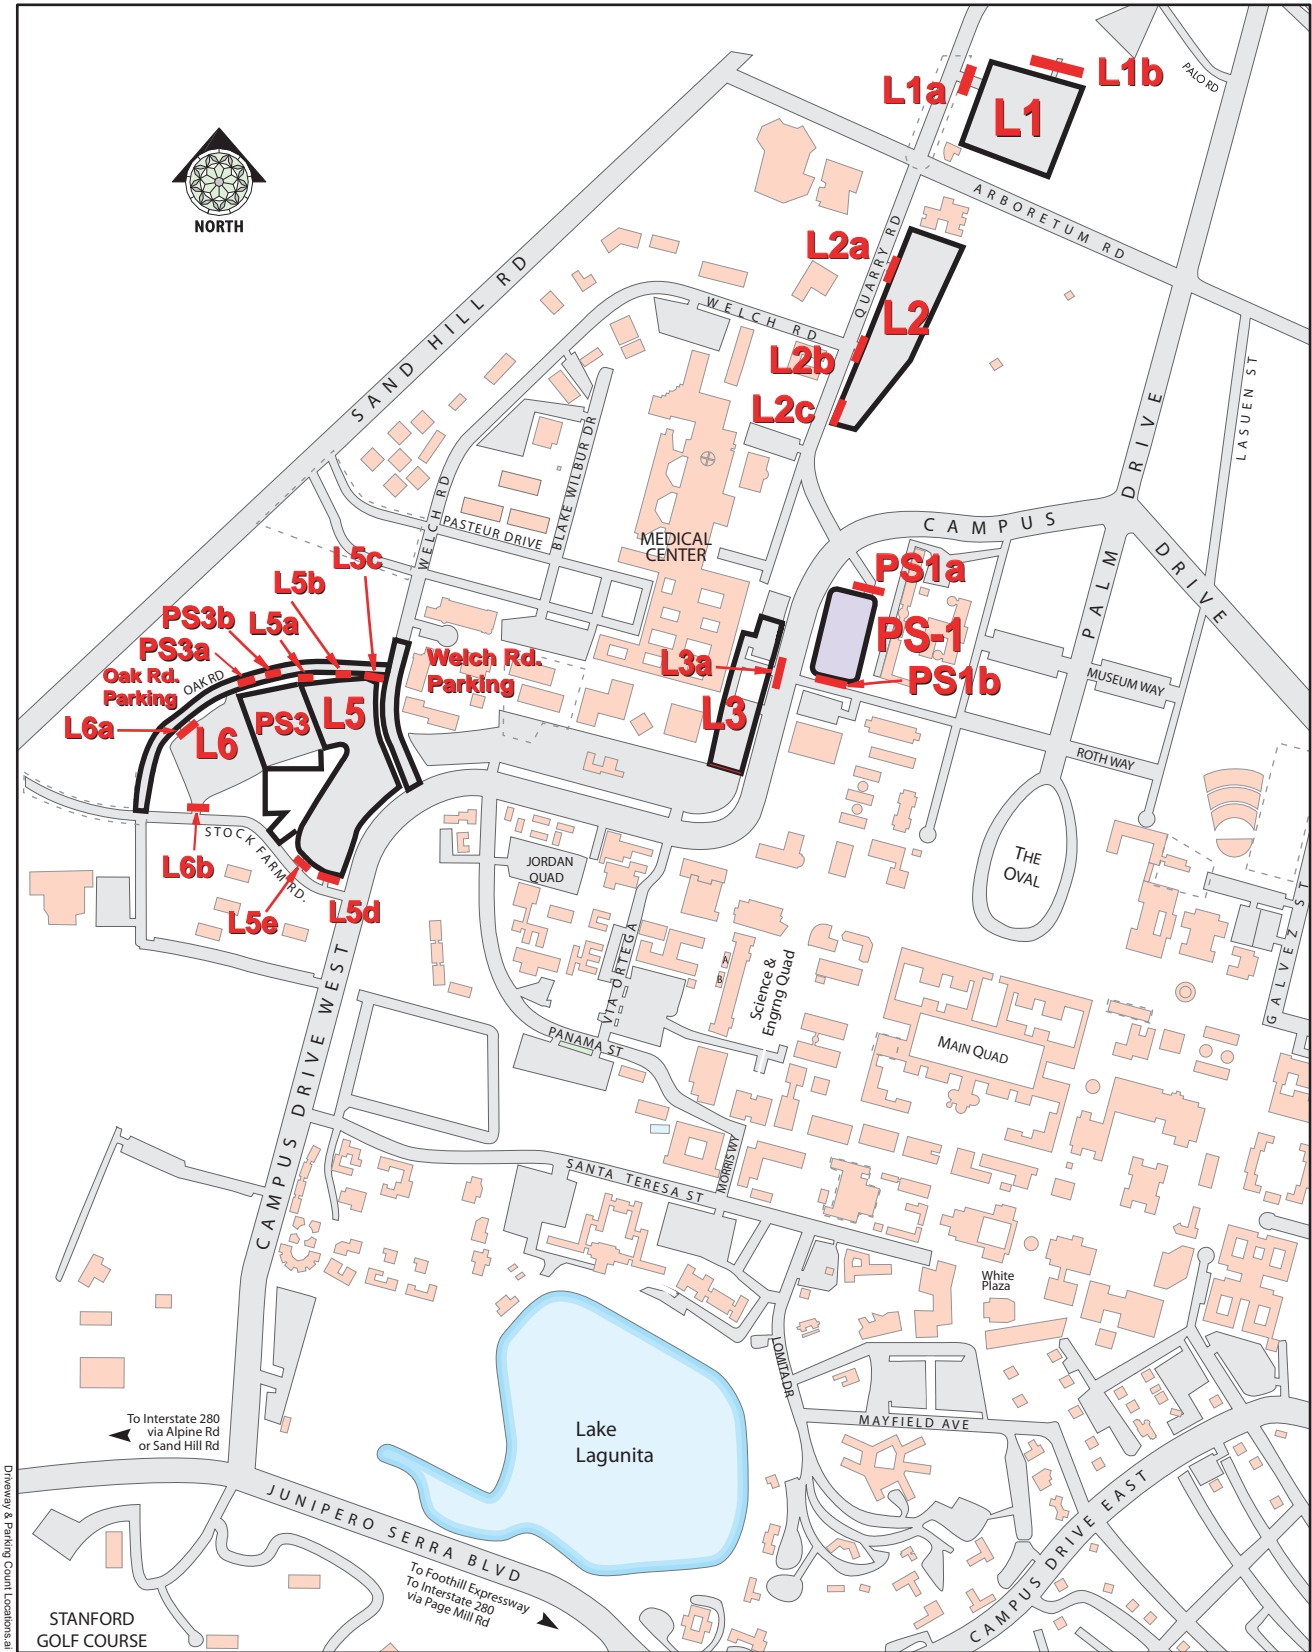 L1a
L1
L1b
PALO RD
NORTH
ARBORETUM RD
L2a
QUARRY RD
L2
L2b
L2c
SAND HILL RD
WELCH RD
LASUEN ST
BLAKE WILBUR DR
WELCH RD
PASTEUR DRIVE
MEDICAL
CENTER
CAMPUS DRIVE
PALM DRIVE
L5c
L5b
PS3b
L5a
PS3a
Oak Rd.
Parking
OAK RD
L6a
L6
PS3
L5
Welch Rd.
Parking
PS1a
PS-1
PS1b
L3a
L3
MUSEUM WAY
ROTH WAY
STOCK FARM RD.
L6b
L5e
L5d
JORDAN
QUAD
THE
OVAL
VIA ORTEGA
A
B
Science &
Engrng Quad
GALVEZ ST
PANAMA ST
MAIN QUAD
CAMPUS DRIVE WEST
SANTA TERESA ST
MORRIS WY
White
Plaza
LOMITA DR
MAYFIELD AVE
Lake
Lagunita
To Interstate 280
via Alpine Rd
or Sand Hill Rd
JUNIPERO SERRA BLVD
To Foothill Expressway
To Interstate 280
via Page Mill Rd
CAMPUS DRIVE EAST
STANFORD
GOLF COURSE
Driveway & Parking Count Locations.ai